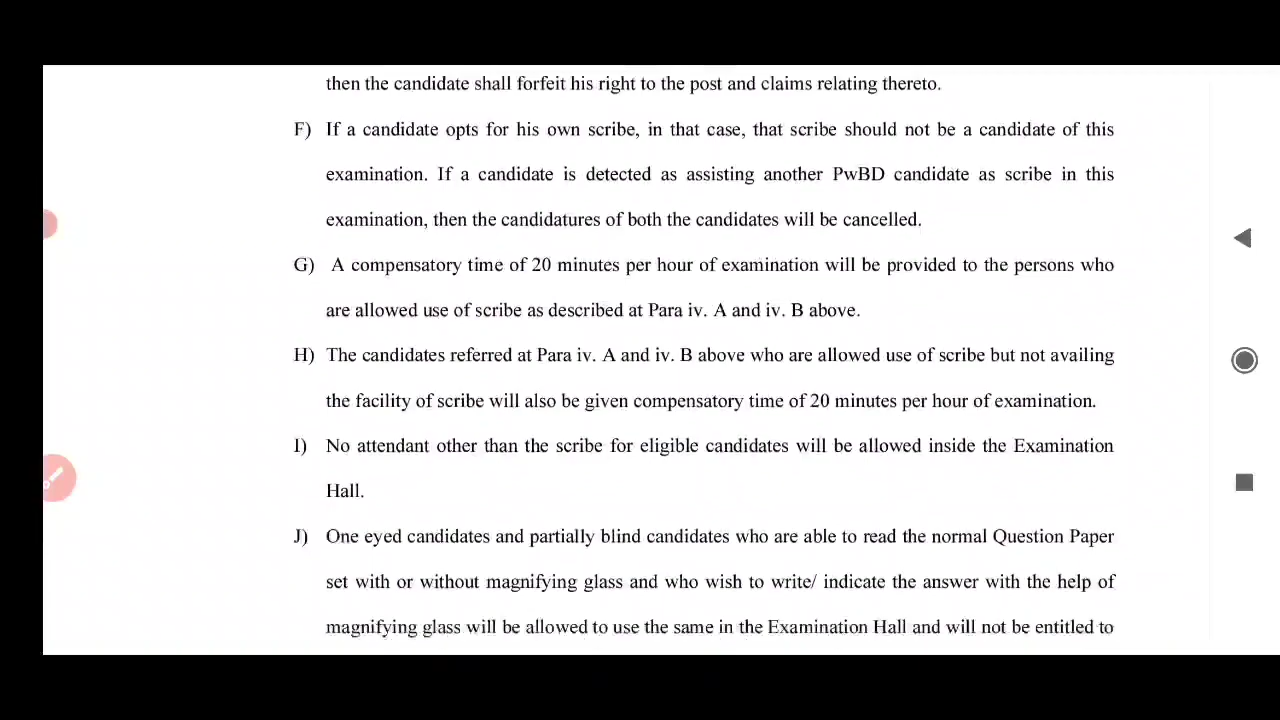 then the candidate shall forfeit his right to the post and claims relating thereto.
F) If a candidate opts for his own scribe, in that case, that scribe should not be a candidate of this
examination. If a candidate is detected as assisting another PwBD candidate as scribe in this
examination, then the candidatures of both the candidates will be cancelled.
G) A compensatory time of 20 minutes per hour of examination will be provided to the persons who
are allowed use of scribe as described at Para iv. A and iv. B above.
H) The candidates referred at Para iv. A and iv. B above who are allowed use of scribe but not availing
the facility of scribe will also be given compensatory time of 20 minutes per hour of examination.
I) No attendant other than the scribe for eligible candidates will be allowed inside the Examination
Hall.
J) One eyed candidates and partially blind candidates who are able to read the normal Question Paper
set with or without magnifying glass and who wish to write/ indicate the answer with the help of
magnifying glass will be allowed to use the same in the Examination Hall and will not be entitled to